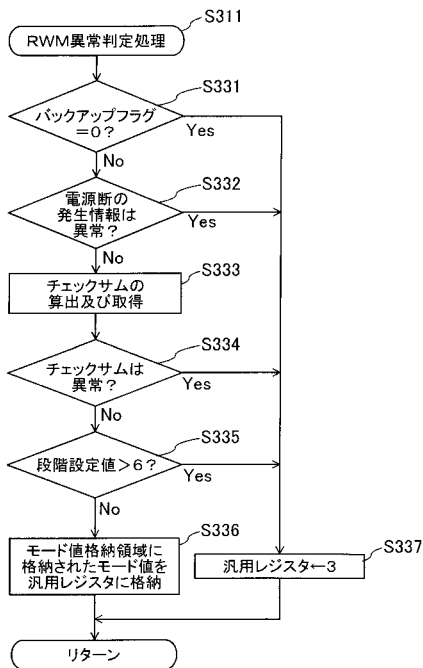 S311
RWM異常判定処理
S331
バックアップフラグ
=0?
Yes
No
S332
電源断の
発生情報は
異常?
Yes
No
S333
チェックサムの
算出及び取得
S334
チェックサムは
異常?
Yes
No
S335
段階設定値>6?
Yes
No
S336
モード値格納領域に
格納されたモード値を
汎用レジスタに格納
S337
汎用レジスタ←3
リターン